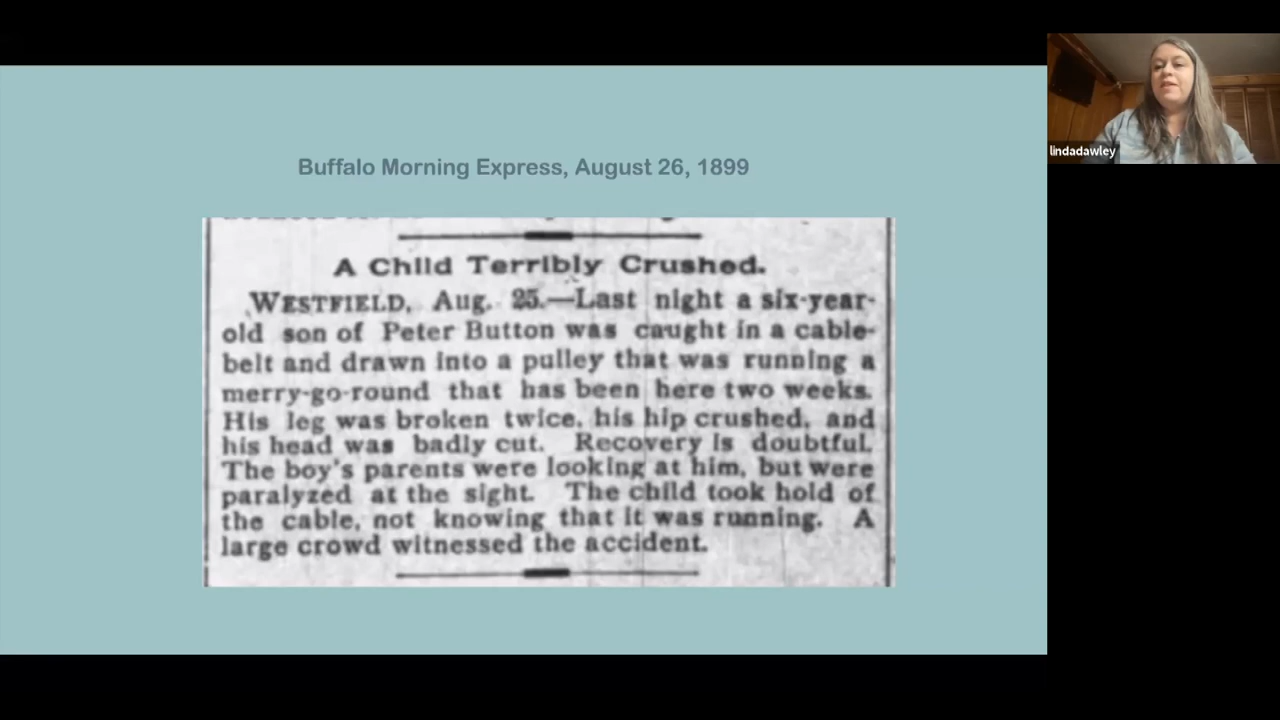 Buffalo Morning Express, August 26, 1899
A Child Terribly Crushed.
WESTFIELD, Aug. 25.—Last night a six-year-
old son of Peter Button was caught in a cable-
belt and drawn into a pulley that was running a
merry-go-round that has been here two weeks.
His leg was broken twice, his hip crushed, and
his head was badly cut. Recovery is doubtful.
The boy's parents were looking at him, but were
paralyzed at the sight. The child took hold of
the cable, not knowing that it was running. A
large crowd witnessed the accident.
lindadawley